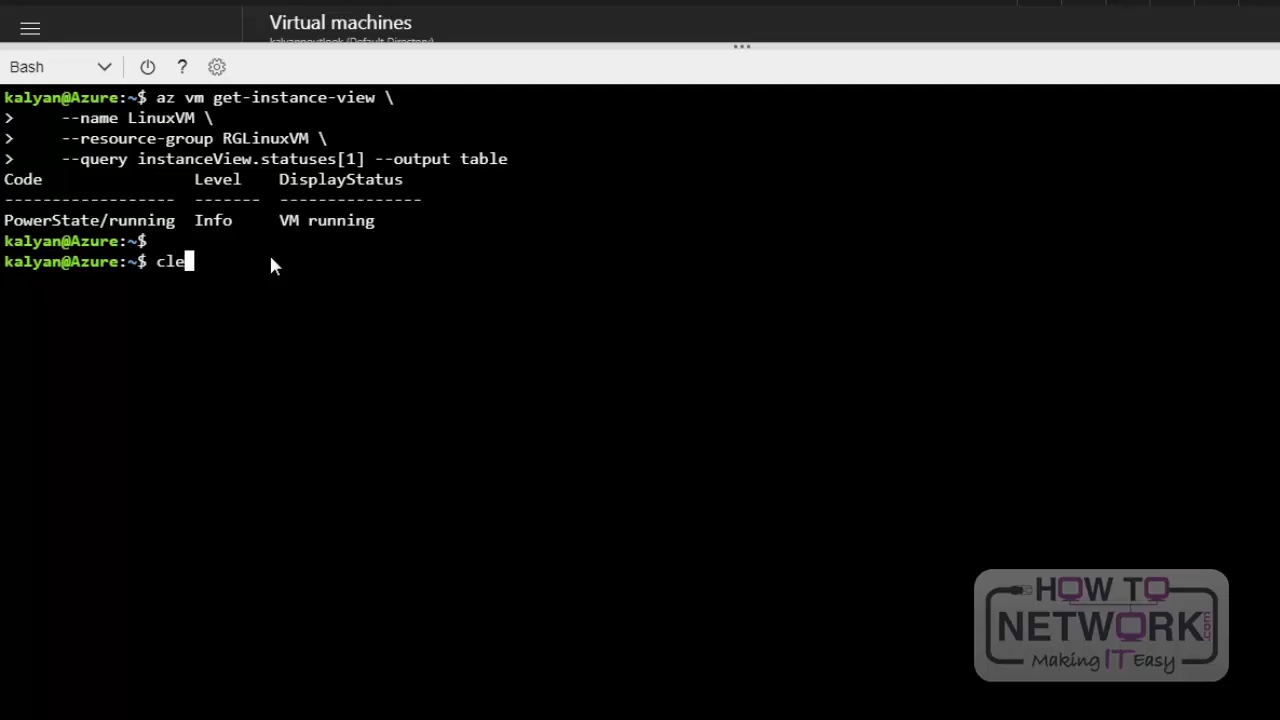 Virtual machines
Bash
?
kalyan@Azure:~$ az vm get-instance-view \
>     --name LinuxVM \
>     --resource-group RGLinuxVM \
>     --query instanceView.statuses[1] --output table
Code                Level    DisplayStatus
------------------  -------  ---------------
PowerState/running  Info     VM running
kalyan@Azure:~$
kalyan@Azure:~$ cle
HOW TO
NETWORK.com
Making IT Easy